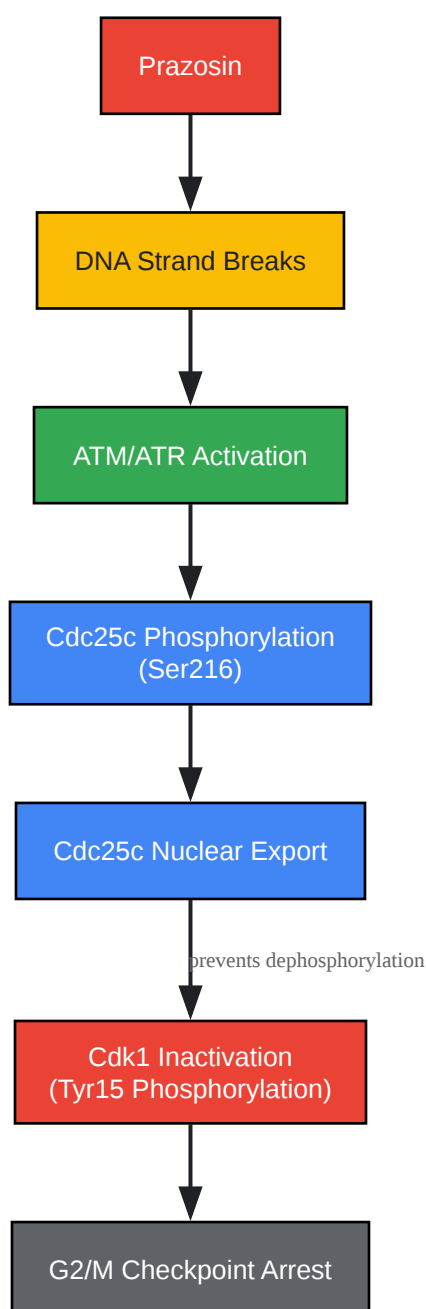 Prazosin
DNA Strand Breaks
ATM/ATR Activation
Cdc25c Phosphorylation
(Ser216)
Cdc25c Nuclear Export
prevents dephosphorylation
Cdk1 Inactivation
(Tyr15 Phosphorylation)
G2/M Checkpoint Arrest